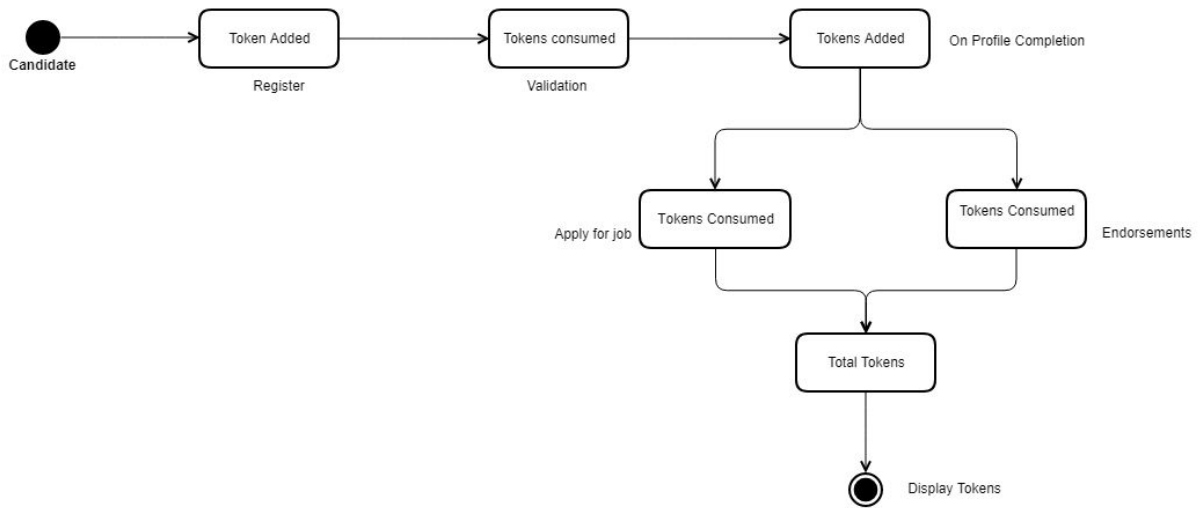 Candidate
Token Added
Register
Tokens consumed
Validation
Tokens Added
On Profile Completion
Tokens Consumed
Apply for job
Tokens Consumed
Endorsements
Total Tokens
Display Tokens